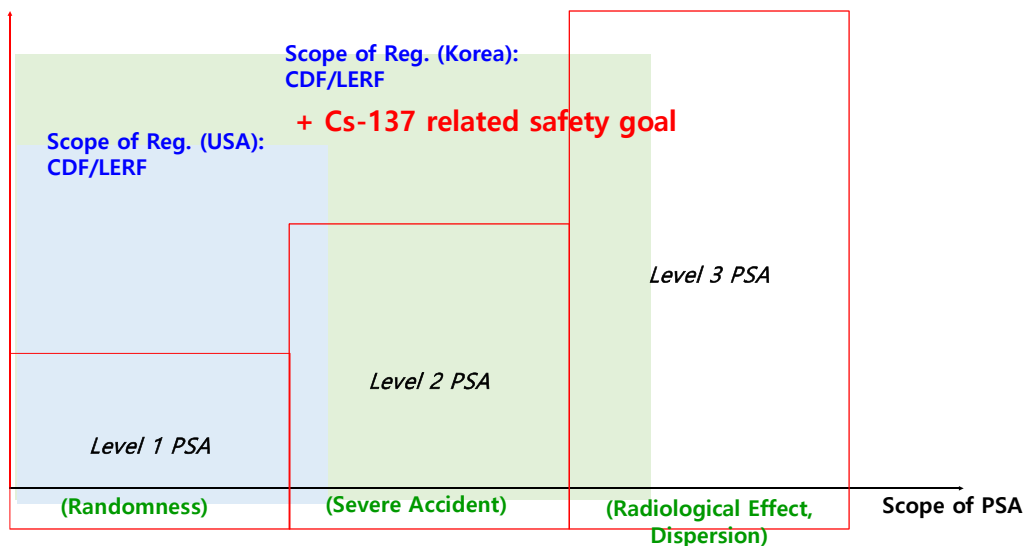 Scope of Reg. (Korea):
CDF/LERF
+ Cs-137 related safety goal
Scope of Reg. (USA):
CDF/LERF
Level 3 PSA
Level 2 PSA
Level 1 PSA
(Randomness)
(Severe Accident)
(Radiological Effect,
Dispersion)
Scope of PSA